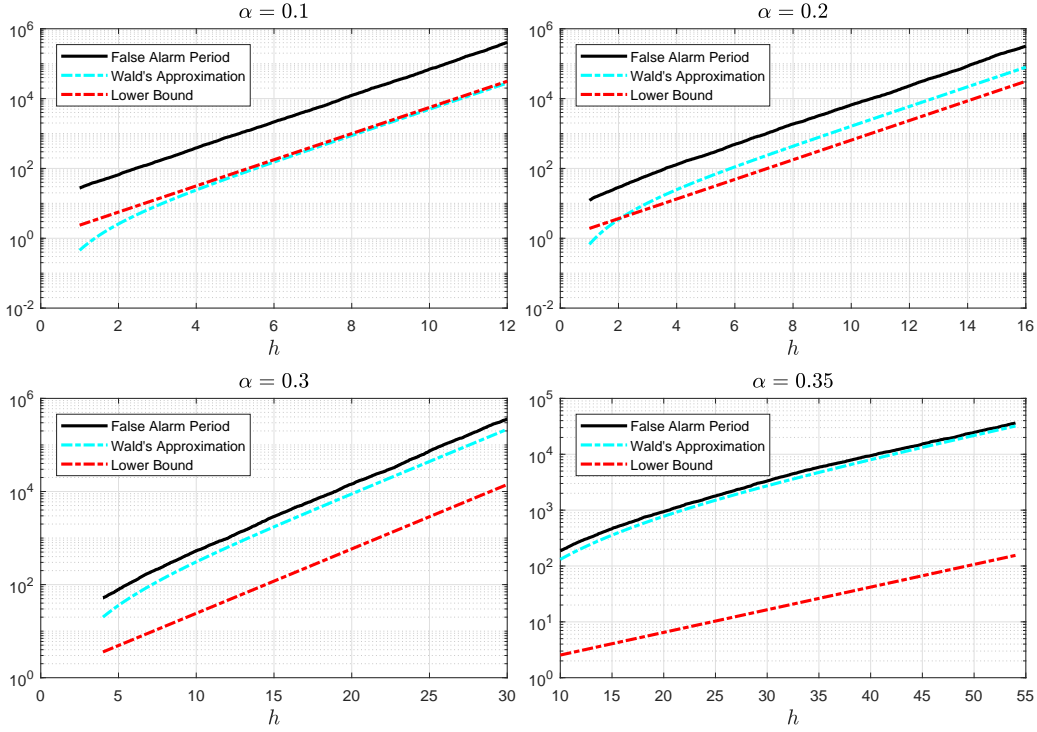 α = 0.1
10^6
10^4
10^2
10^0
10^-2
False Alarm Period
Wald's Approximation
Lower Bound
0 2 4 6 8 10 12
h
α = 0.2
10^6
10^4
10^2
10^0
10^-2
False Alarm Period
Wald's Approximation
Lower Bound
0 2 4 6 8 10 12 14 16
h
α = 0.3
10^6
10^4
10^2
10^0
False Alarm Period
Wald's Approximation
Lower Bound
0 5 10 15 20 25 30
h
α = 0.35
10^5
10^4
10^3
10^2
10^1
10^0
False Alarm Period
Wald's Approximation
Lower Bound
10 15 20 25 30 35 40 45 50 55
h